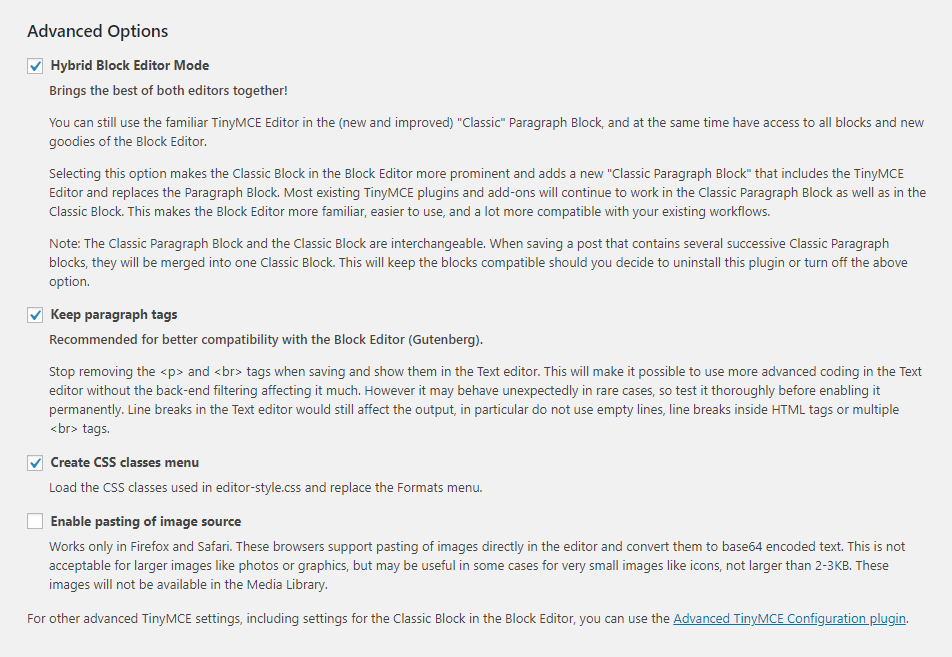 Advanced Options
Hybrid Block Editor Mode
Brings the best of both editors together!
You can still use the familiar TinyMCE Editor in the (new and improved) "Classic" Paragraph Block, and at the same time have access to all blocks and new
goodies of the Block Editor.
Selecting this option makes the Classic Block in the Block Editor more prominent and adds a new "Classic Paragraph Block" that includes the TinyMCE
Editor and replaces the Paragraph Block. Most existing TinyMCE plugins and add-ons will continue to work in the Classic Paragraph Block as well as in the
Classic Block. This makes the Block Editor more familiar, easier to use, and a lot more compatible with your existing workflows.
Note: The Classic Paragraph Block and the Classic Block are interchangeable. When saving a post that contains several successive Classic Paragraph
blocks, they will be merged into one Classic Block. This will keep the blocks compatible should you decide to uninstall this plugin or turn off the above
option.
Keep paragraph tags
Recommended for better compatibility with the Block Editor (Gutenberg).
Stop removing the <p> and <br> tags when saving and show them in the Text editor. This will make it possible to use more advanced coding in the Text
editor without the back-end filtering affecting it much. However it may behave unexpectedly in rare cases, so test it thoroughly before enabling it
permanently. Line breaks in the Text editor would still affect the output, in particular do not use empty lines, line breaks inside HTML tags or multiple
<br> tags.
Create CSS classes menu
Load the CSS classes used in editor-style.css and replace the Formats menu.
Enable pasting of image source
Works only in Firefox and Safari. These browsers support pasting of images directly in the editor and convert them to base64 encoded text. This is not
acceptable for larger images like photos or graphics, but may be useful in some cases for very small images like icons, not larger than 2-3KB. These
images will not be available in the Media Library.
For other advanced TinyMCE settings, including settings for the Classic Block in the Block Editor, you can use the Advanced TinyMCE Configuration plugin.